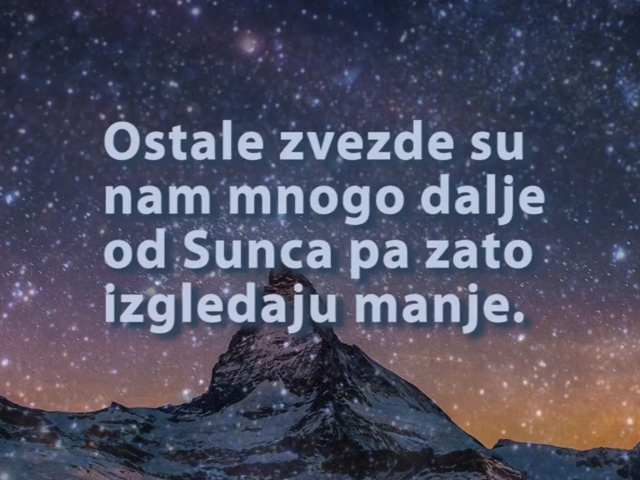 Ostale zvezde su
nam mnogo dalje
od Sunca pa zato
izgledaju manje.